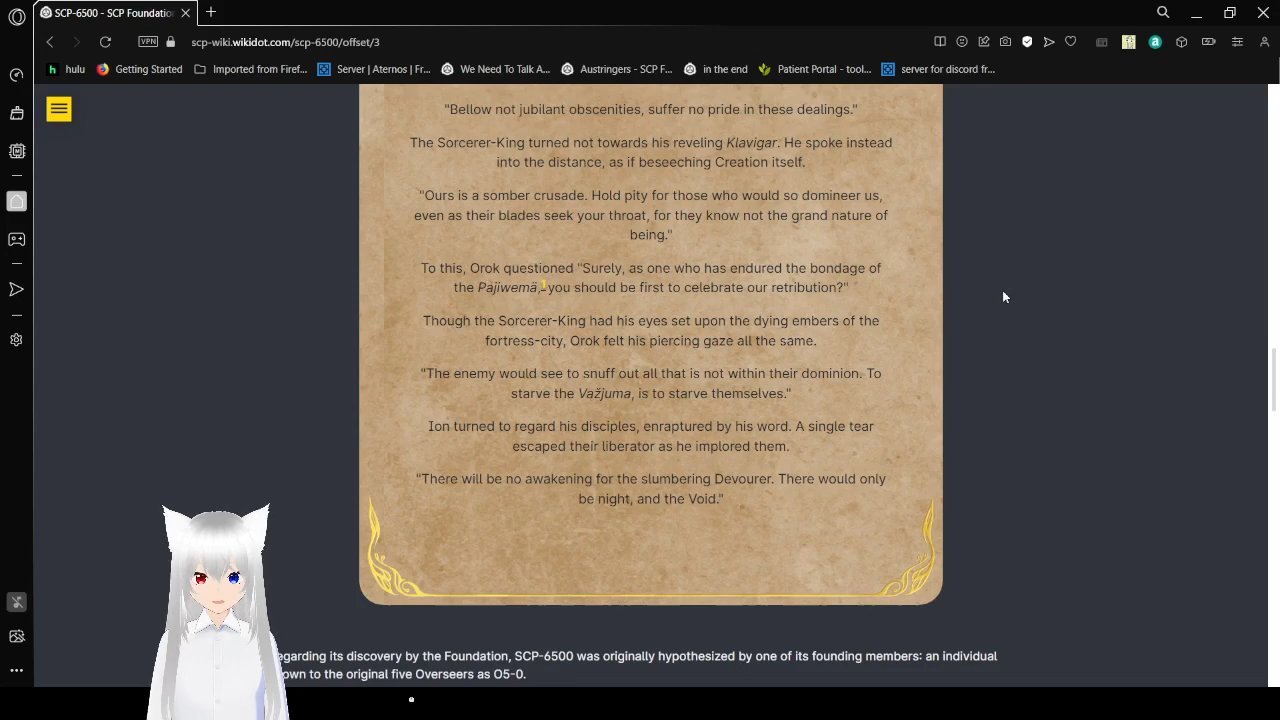 SCP-6500 - SCP Foundatio
VPN
scp-wiki.wikidot.com/scp-6500/offset/3
hulu
Getting Started
Imported from Firef...
Server | Aternos | Fr...
We Need To Talk A...
Austringers - SCP F...
in the end
Patient Portal - tool...
server for discord fr...
"Bellow not jubilant obscenities, suffer no pride in these dealings."
The Sorcerer-King turned not towards his reveling Klavigar. He spoke instead
into the distance, as if beseeching Creation itself.
"Ours is a somber crusade. Hold pity for those who would so domineer us,
even as their blades seek your throat, for they know not the grand nature of
being."
To this, Orok questioned "Surely, as one who has endured the bondage of
the Pajiwemä,1 you should be first to celebrate our retribution?"
Though the Sorcerer-King had his eyes set upon the dying embers of the
fortress-city, Orok felt his piercing gaze all the same.
"The enemy would see to snuff out all that is not within their dominion. To
starve the Važjuma, is to starve themselves."
Ion turned to regard his disciples, enraptured by his word. A single tear
escaped their liberator as he implored them.
"There will be no awakening for the slumbering Devourer. There would only
be night, and the Void."
egarding its discovery by the Foundation, SCP-6500 was originally hypothesized by one of its founding members: an individual
own to the original five Overseers as O5-0.